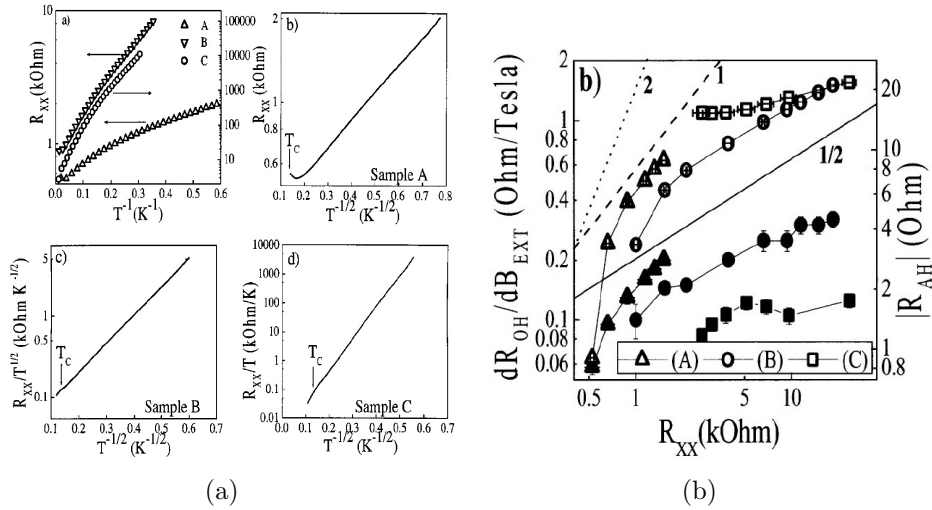 a)
R_XX (kOhm)
10
1
△ A
▽ B
○ C
100000
10000
1000
100
10
0.0 0.1 0.2 0.3 0.4 0.5 0.6
T^-1 (K^-1)
b)
R_XX (kOhm)
2
1
0.8
0.6
T_C
Sample A
0.1 0.2 0.3 0.4 0.5 0.6 0.7 0.8
T^-1/2 (K^-1/2)
c)
R_XX/T^1/2 (kOhm K^-1/2)
5
1
0.5
0.1
T_C
Sample B
0.1 0.2 0.3 0.4 0.5 0.6 0.7
T^-1/2 (K^-1/2)
d)
R_XX/T (kOhm/K)
10000
1000
100
10
1
0.1
0.01
T_C
Sample C
0.0 0.1 0.2 0.3 0.4 0.5 0.6 0.7
T^-1/2 (K^-1/2)
(a)
b)
dR_OH/dB_EXT (Ohm/Tesla)
2
1
0.8
0.6
0.4
0.2
0.1
0.08
0.06
2
1
1/2
20
10
8
6
4
2
1
0.8
|R_AH| (Ohm)
(A) (B) (C)
0.5 1 5 10
R_XX (kOhm)
(b)